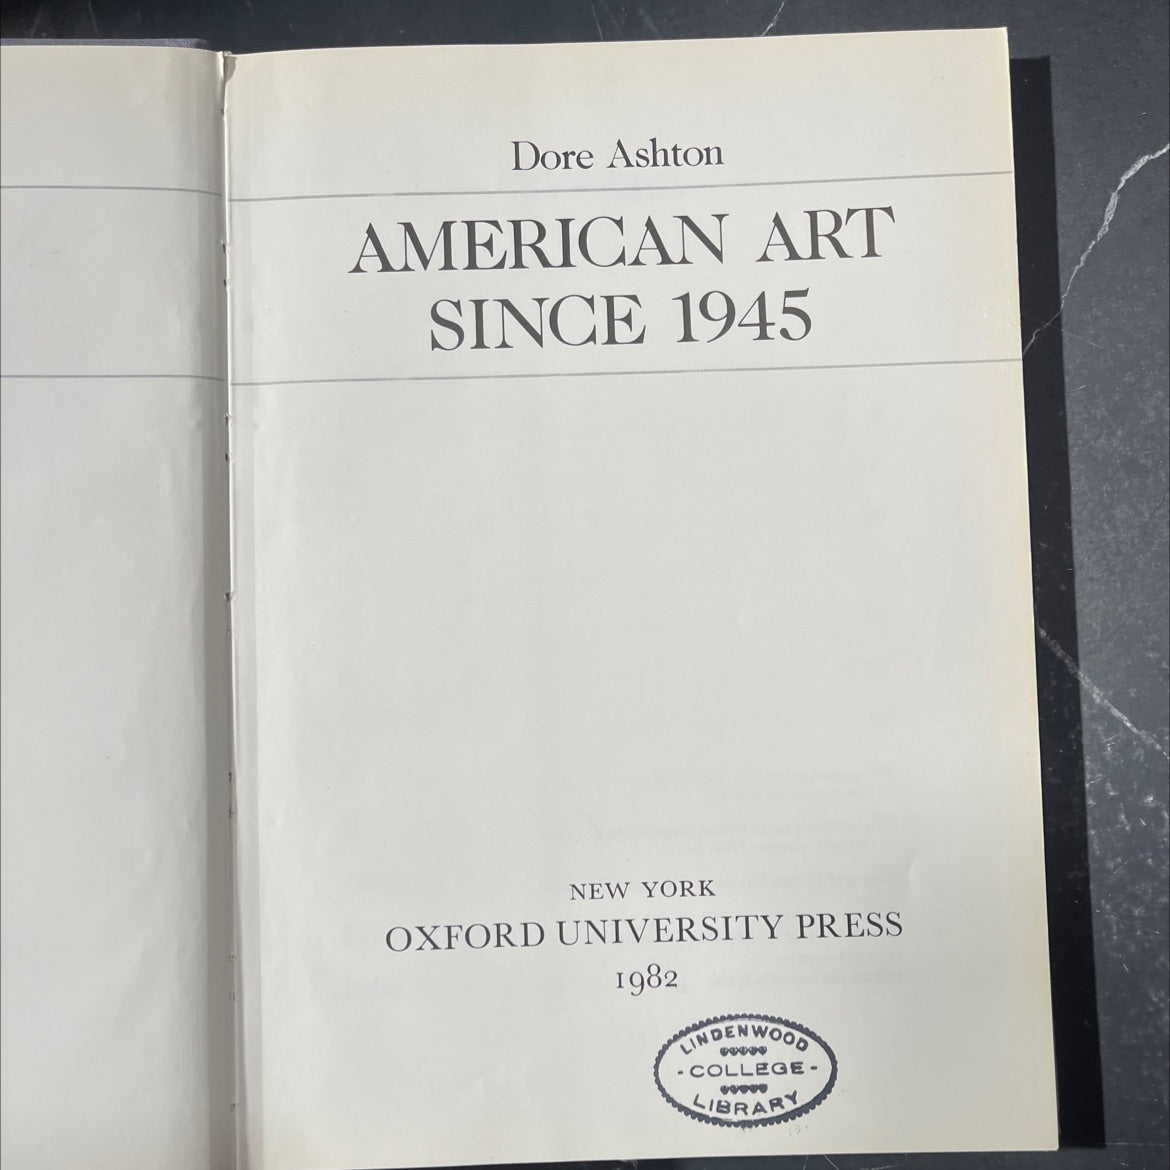 Dore Ashton
AMERICAN ART
SINCE 1945
NEW YORK
OXFORD UNIVERSITY PRESS
1982
LINDENWOOD
- COLLEGE -
LIBRARY